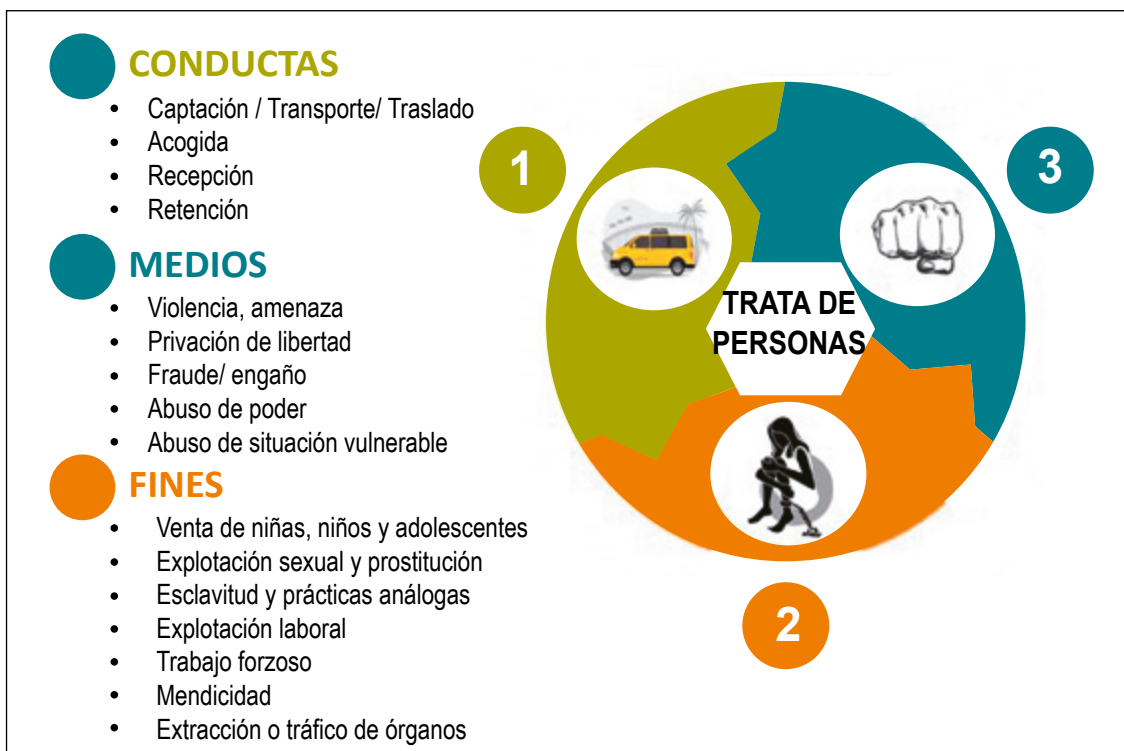 CONDUCTAS
• Captación / Transporte/ Traslado
• Acogida
• Recepción
• Retención
MEDIOS
• Violencia, amenaza
• Privación de libertad
• Fraude/ engaño
• Abuso de poder
• Abuso de situación vulnerable
FINES
• Venta de niñas, niños y adolescentes
• Explotación sexual y prostitución
• Esclavitud y prácticas análogas
• Explotación laboral
• Trabajo forzoso
• Mendicidad
• Extracción o tráfico de órganos
1
3
TRATA DE
PERSONAS
2